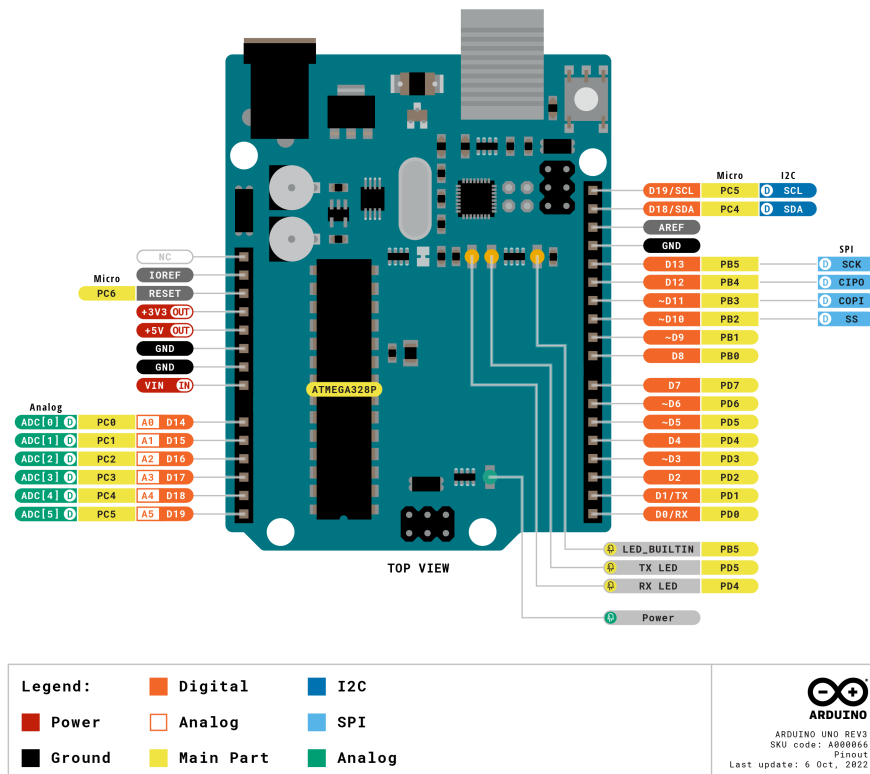 Micro I2C
D19/SCL PC5 D SCL
D18/SDA PC4 D SDA
AREF
GND
SPI
D13 PB5 D SCK
D12 PB4 D CIPO
~D11 PB3 D COPI
~D10 PB2 D SS
~D9 PB1
D8 PB0
D7 PD7
~D6 PD6
~D5 PD5
D4 PD4
~D3 PD3
D2 PD2
D1/TX PD1
D0/RX PD0
NC
IOREF
Micro
PC6 RESET
+3V3 OUT
+5V OUT
GND
GND
VIN IN
Analog
ADC[0] D PC0 A0 D14
ADC[1] D PC1 A1 D15
ADC[2] D PC2 A2 D16
ADC[3] D PC3 A3 D17
ADC[4] D PC4 A4 D18
ADC[5] D PC5 A5 D19
ATMEGA328P
TOP VIEW
LED_BUILTIN PB5
TX LED PD5
RX LED PD4
Power
Legend:
Digital
I2C
Power
Analog
SPI
Ground
Main Part
Analog
ARDUINO
ARDUINO UNO REV3
SKU code: A000066
Pinout
Last update: 6 Oct, 2022